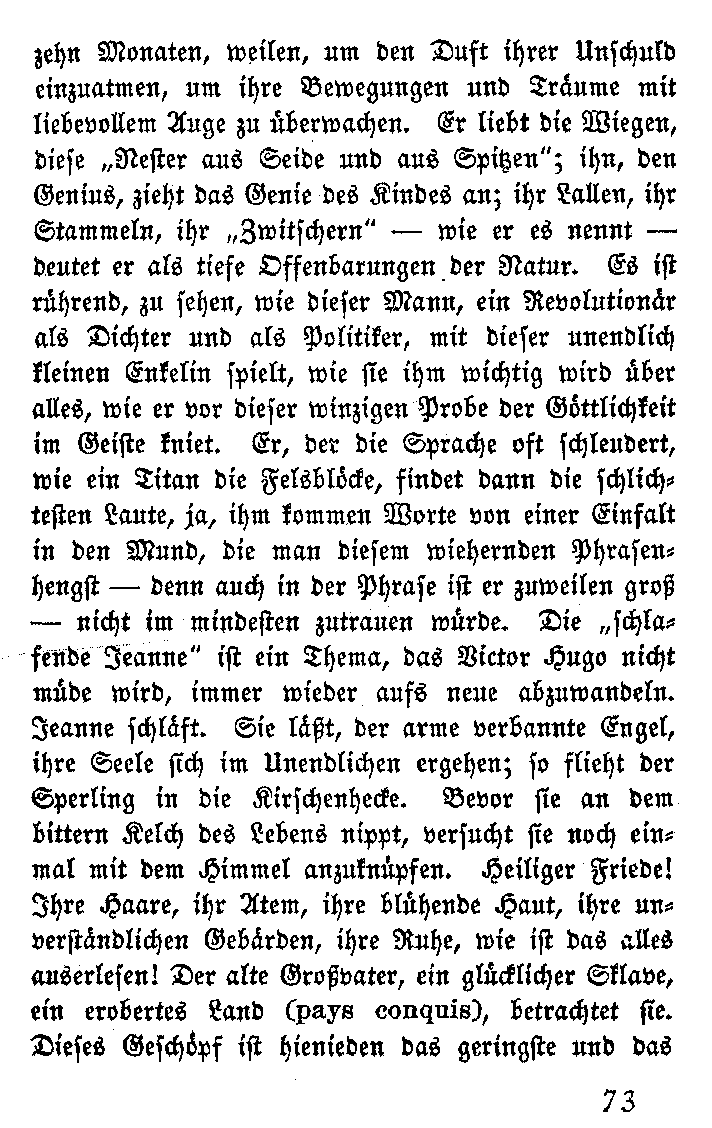 zehn Monaten, weilen, um den Duft ihrer Unschuld
einzuatmen, um ihre Bewegungen und Träume mit
liebevollem Auge zu überwachen. Er liebt die Wiegen,
diese „Nester aus Seide und aus Spitzen“; ihn, den
Genius, zieht das Genie des Kindes an; ihr Lallen, ihr
Stammeln, ihr „Zwitschern“ — wie er es nennt —
deutet er als tiefe Offenbarungen der Natur. Es ist
rührend, zu sehen, wie dieser Mann, ein Revolutionär
als Dichter und als Politiker, mit dieser unendlich
kleinen Enkelin spielt, wie sie ihm wichtig wird über
alles, wie er vor dieser winzigen Probe der Göttlichkeit
im Geiste kniet. Er, der die Sprache oft schleudert,
wie ein Titan die Felsblöcke, findet dann die schlich-
testen Laute, ja, ihm kommen Worte von einer Einfalt
in den Mund, die man diesem wiehernden Phrasen-
hengst — denn auch in der Phrase ist er zuweilen groß
— nicht im mindesten zutrauen würde. Die „schla-
fende Jeanne“ ist ein Thema, das Victor Hugo nicht
müde wird, immer wieder aufs neue abzuwandeln.
Jeanne schläft. Sie läßt, der arme verbannte Engel,
ihre Seele sich im Unendlichen ergehen; so flieht der
Sperling in die Kirschenhecke. Bevor sie an dem
bittern Kelch des Lebens nippt, versucht sie noch ein-
mal mit dem Himmel anzuknüpfen. Heiliger Friede!
Ihre Haare, ihr Atem, ihre blühende Haut, ihre un-
verständlichen Gebärden, ihre Ruhe, wie ist das alles
auserlesen! Der alte Großvater, ein glücklicher Sklave,
ein erobertes Land (pays conquis), betrachtet sie.
Dieses Geschöpf ist hienieden das geringste und das
73